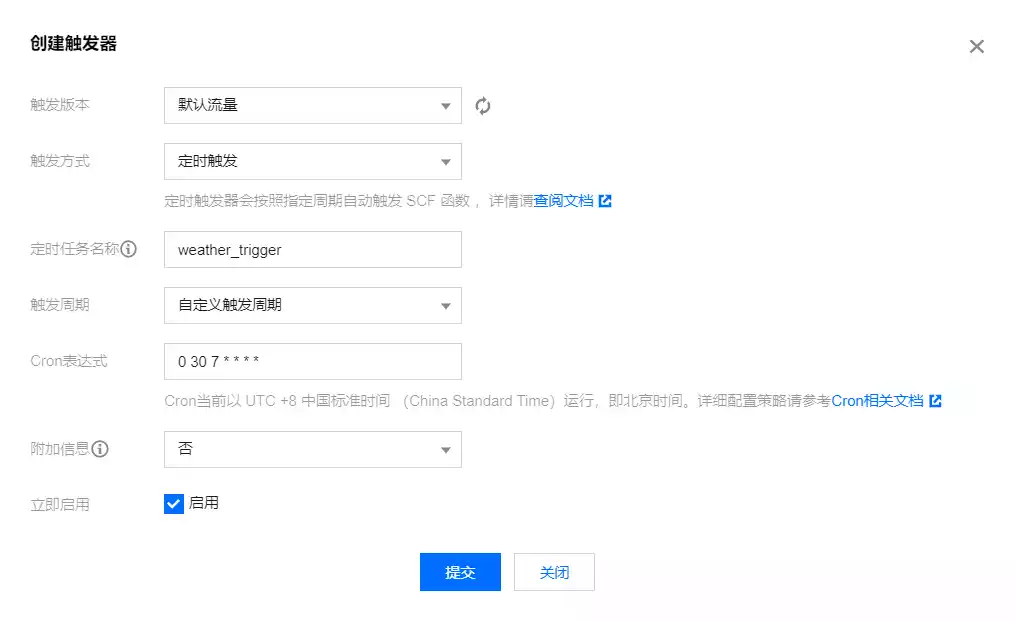 创建触发器
触发版本 默认流量
触发方式 定时触发
定时触发器会按照指定周期自动触发 SCF 函数 ，详情请查阅文档
定时任务名称 weather_trigger
触发周期 自定义触发周期
Cron表达式 0 30 7 * * * *
Cron当前以 UTC +8 中国标准时间 （China Standard Time）运行，即北京时间。详细配置策略请参考Cron相关文档
附加信息 否
立即启用 启用
提交 关闭